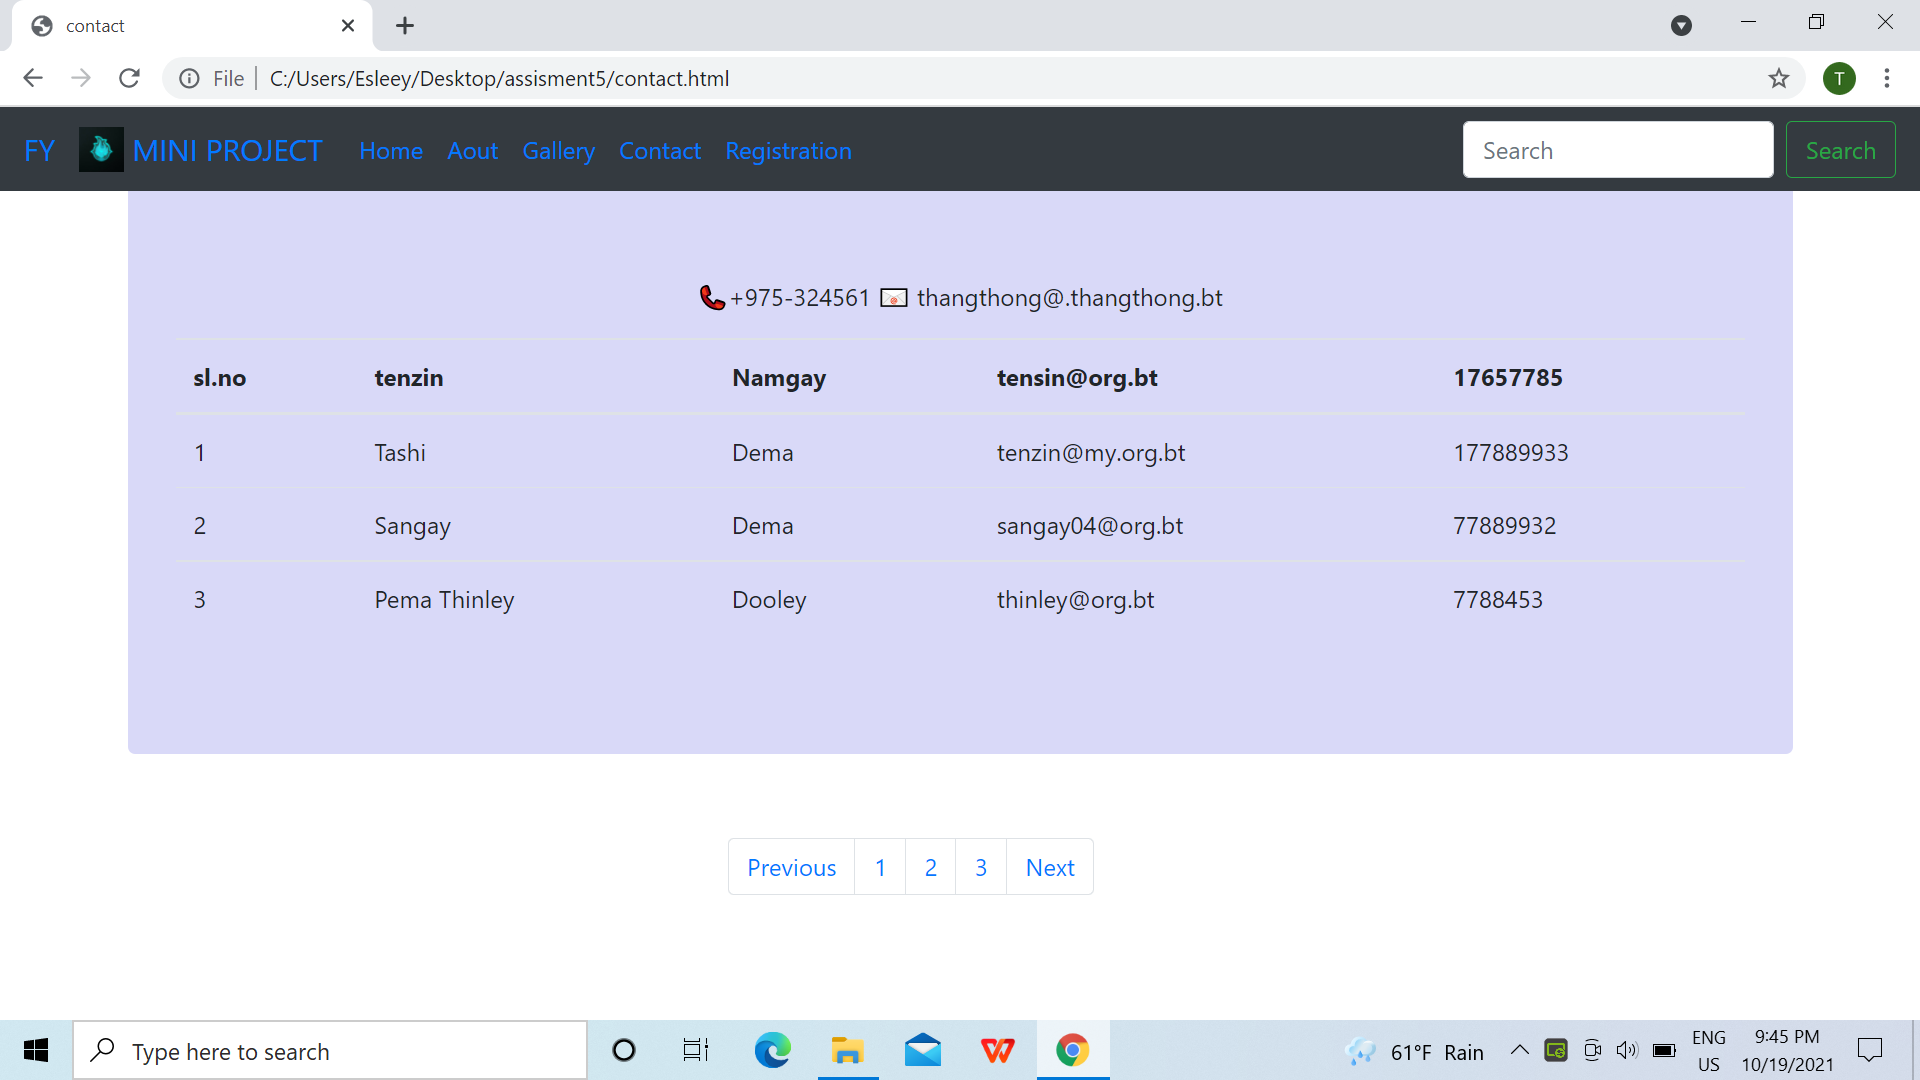 contact
File C:/Users/Esleey/Desktop/assisment5/contact.html
T
FY MINI PROJECT Home Aout Gallery Contact Registration Search Search
+975-324561 thangthong@.thangthong.bt
sl.no tenzin Namgay tensin@org.bt 17657785
1 Tashi Dema tenzin@my.org.bt 177889933
2 Sangay Dema sangay04@org.bt 77889932
3 Pema Thinley Dooley thinley@org.bt 7788453
Previous 1 2 3 Next
Type here to search
61°F Rain
ENG
US
9:45 PM
10/19/2021